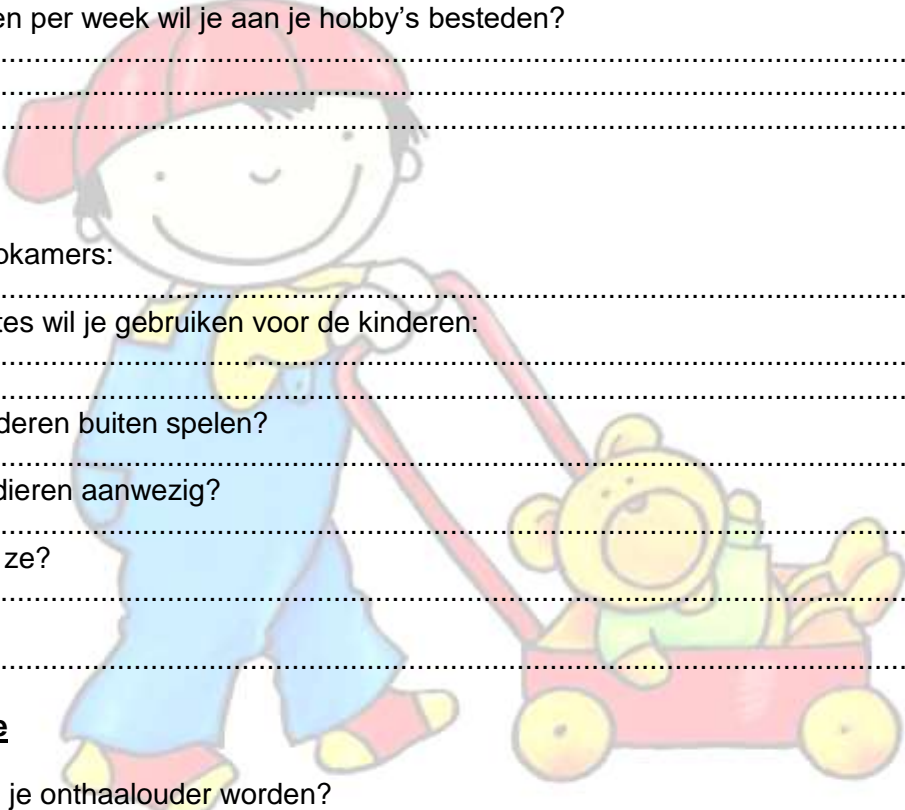 en per week wil je aan je hobby's besteden?
................................................................................................
................................................................................................
................................................................................................
okamers:
................................................................................................
tes wil je gebruiken voor de kinderen:
................................................................................................
................................................................................................
deren buiten spelen?
................................................................................................
dieren aanwezig?
................................................................................................
ze?
................................................................................................
................................................................................................
e
je onthaalouder worden?